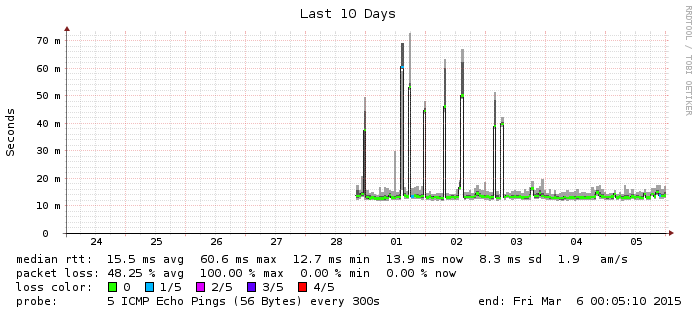 Last 10 Days
RRDTOOL / TOBI OETIKER
Seconds
70 m
60 m
50 m
40 m
30 m
20 m
10 m
0
24 25 26 27 28 01 02 03 04 05
median rtt: 15.5 ms avg 60.6 ms max 12.7 ms min 13.9 ms now 8.3 ms sd 1.9 am/s
packet loss: 48.25 % avg 100.00 % max 0.00 % min 0.00 % now
loss color: 0 1/5 2/5 3/5 4/5
probe: 5 ICMP Echo Pings (56 Bytes) every 300s end: Fri Mar 6 00:05:10 2015